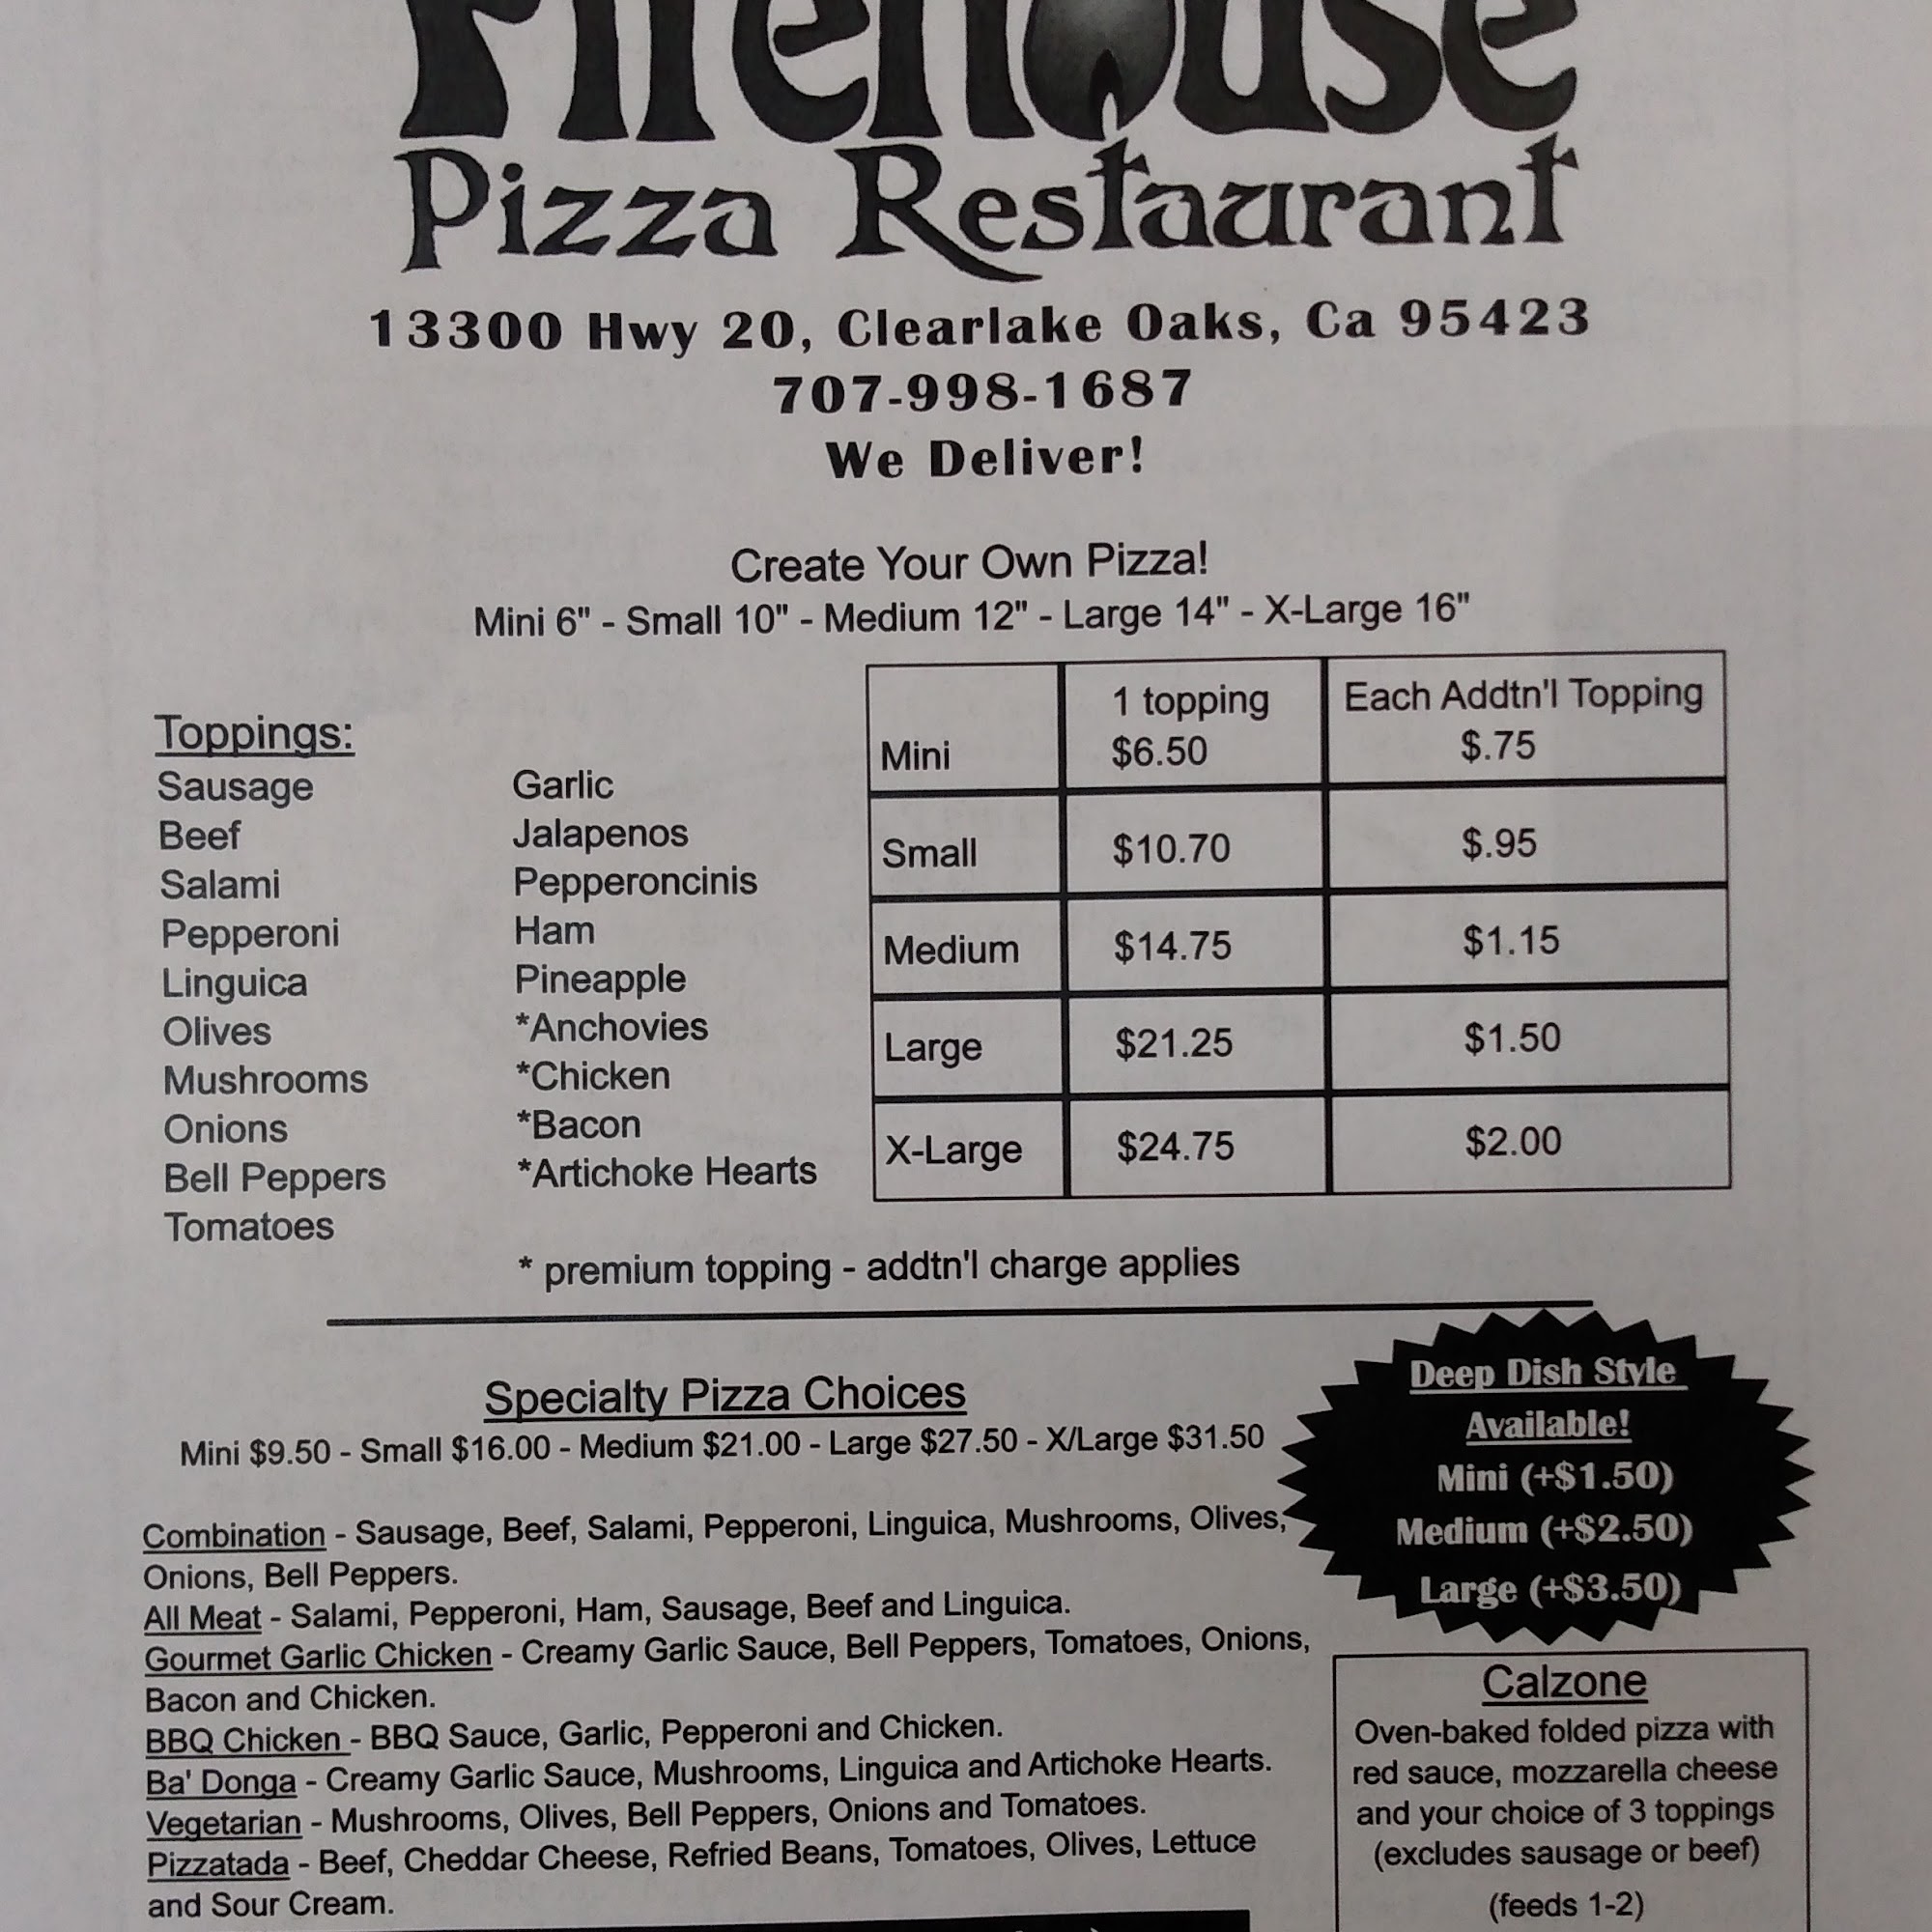 Firehouse
Pizza Restaurant
13300 Hwy 20, Clearlake Oaks, Ca 95423
707-998-1687
We Deliver!
Create Your Own Pizza!
Mini 6" - Small 10" - Medium 12" - Large 14" - X-Large 16"
Toppings:
Sausage
Beef
Salami
Pepperoni
Linguica
Olives
Mushrooms
Onions
Bell Peppers
Tomatoes
Garlic
Jalapenos
Pepperoncinis
Ham
Pineapple
*Anchovies
*Chicken
*Bacon
*Artichoke Hearts
1 topping Each Addtn'l Topping
Mini $6.50 $.75
Small $10.70 $.95
Medium $14.75 $1.15
Large $21.25 $1.50
X-Large $24.75 $2.00
* premium topping - addtn'l charge applies
Specialty Pizza Choices
Mini $9.50 - Small $16.00 - Medium $21.00 - Large $27.50 - X/Large $31.50
Combination - Sausage, Beef, Salami, Pepperoni, Linguica, Mushrooms, Olives,
Onions, Bell Peppers.
All Meat - Salami, Pepperoni, Ham, Sausage, Beef and Linguica.
Gourmet Garlic Chicken - Creamy Garlic Sauce, Bell Peppers, Tomatoes, Onions,
Bacon and Chicken.
BBQ Chicken - BBQ Sauce, Garlic, Pepperoni and Chicken.
Ba' Donga - Creamy Garlic Sauce, Mushrooms, Linguica and Artichoke Hearts.
Vegetarian - Mushrooms, Olives, Bell Peppers, Onions and Tomatoes.
Pizzatada - Beef, Cheddar Cheese, Refried Beans, Tomatoes, Olives, Lettuce
and Sour Cream.
Deep Dish Style
Available!
Mini (+$1.50)
Medium (+$2.50)
Large (+$3.50)
Calzone
Oven-baked folded pizza with
red sauce, mozzarella cheese
and your choice of 3 toppings
(excludes sausage or beef)
(feeds 1-2)